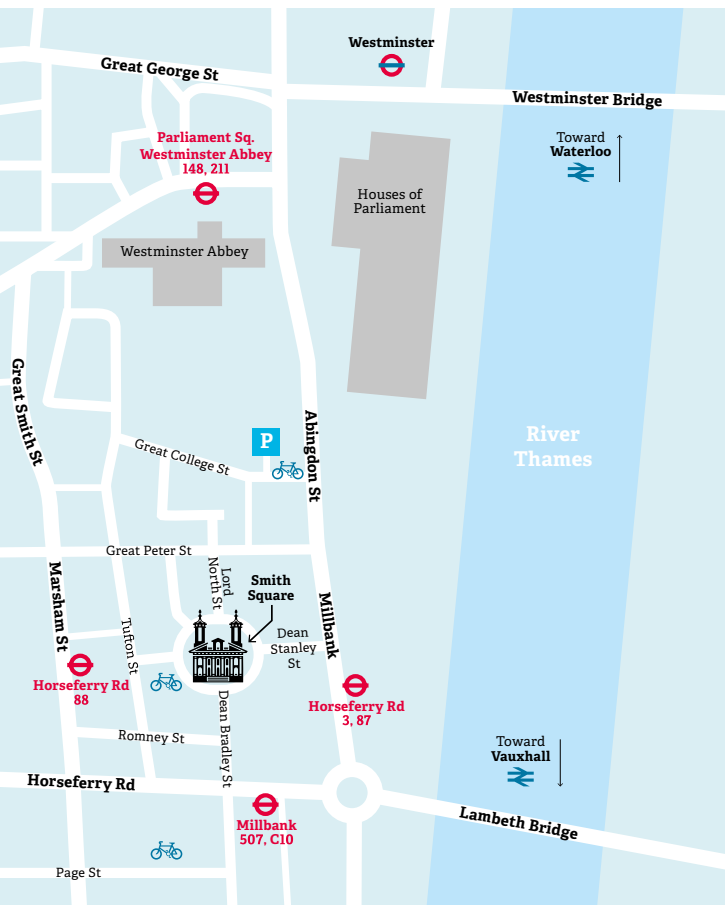 Westminster
Great George St
Westminster Bridge
Toward
Waterloo
Parliament Sq.
Westminster Abbey
148, 211
Houses of
Parliament
Westminster Abbey
Great Smith St
Abingdon St
P
Great College St
River
Thames
Great Peter St
Lord
North St
Smith
Square
Marsham St
Tufton St
Millbank
Dean
Stanley
St
Horseferry Rd
88
Horseferry Rd
3, 87
Dean Bradley St
Romney St
Toward
Vauxhall
Horseferry Rd
Millbank
507, C10
Lambeth Bridge
Page St